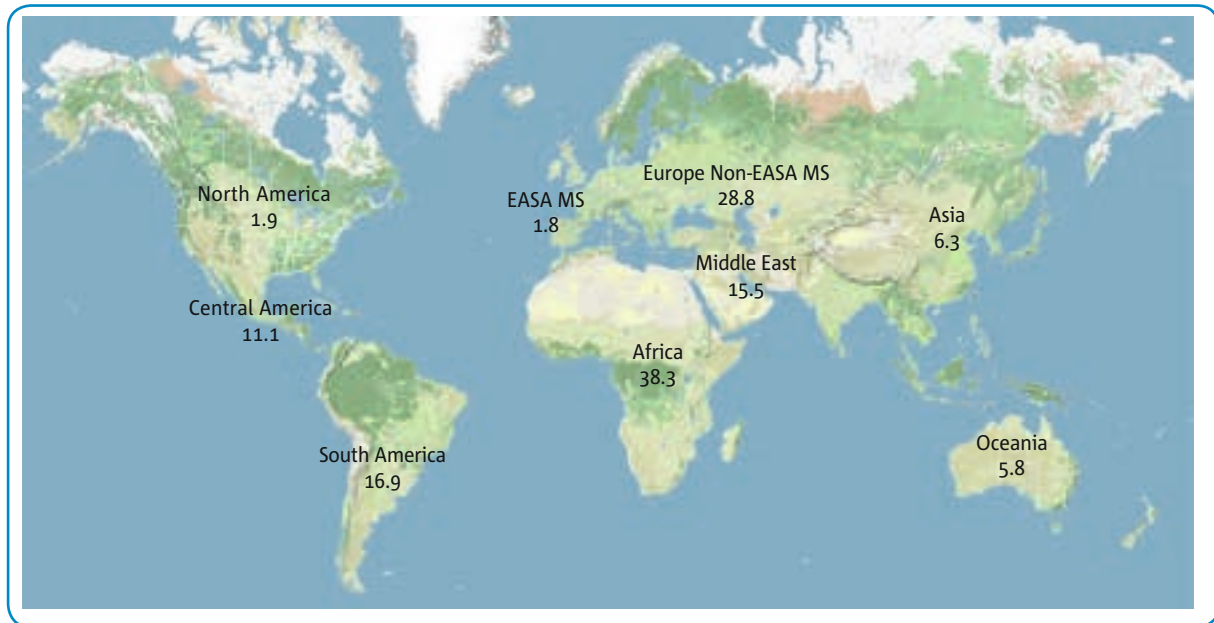 North America
1.9
EASA MS
1.8
Europe Non-EASA MS
28.8
Asia
6.3
Middle East
15.5
Central America
11.1
Africa
38.3
South America
16.9
Oceania
5.8